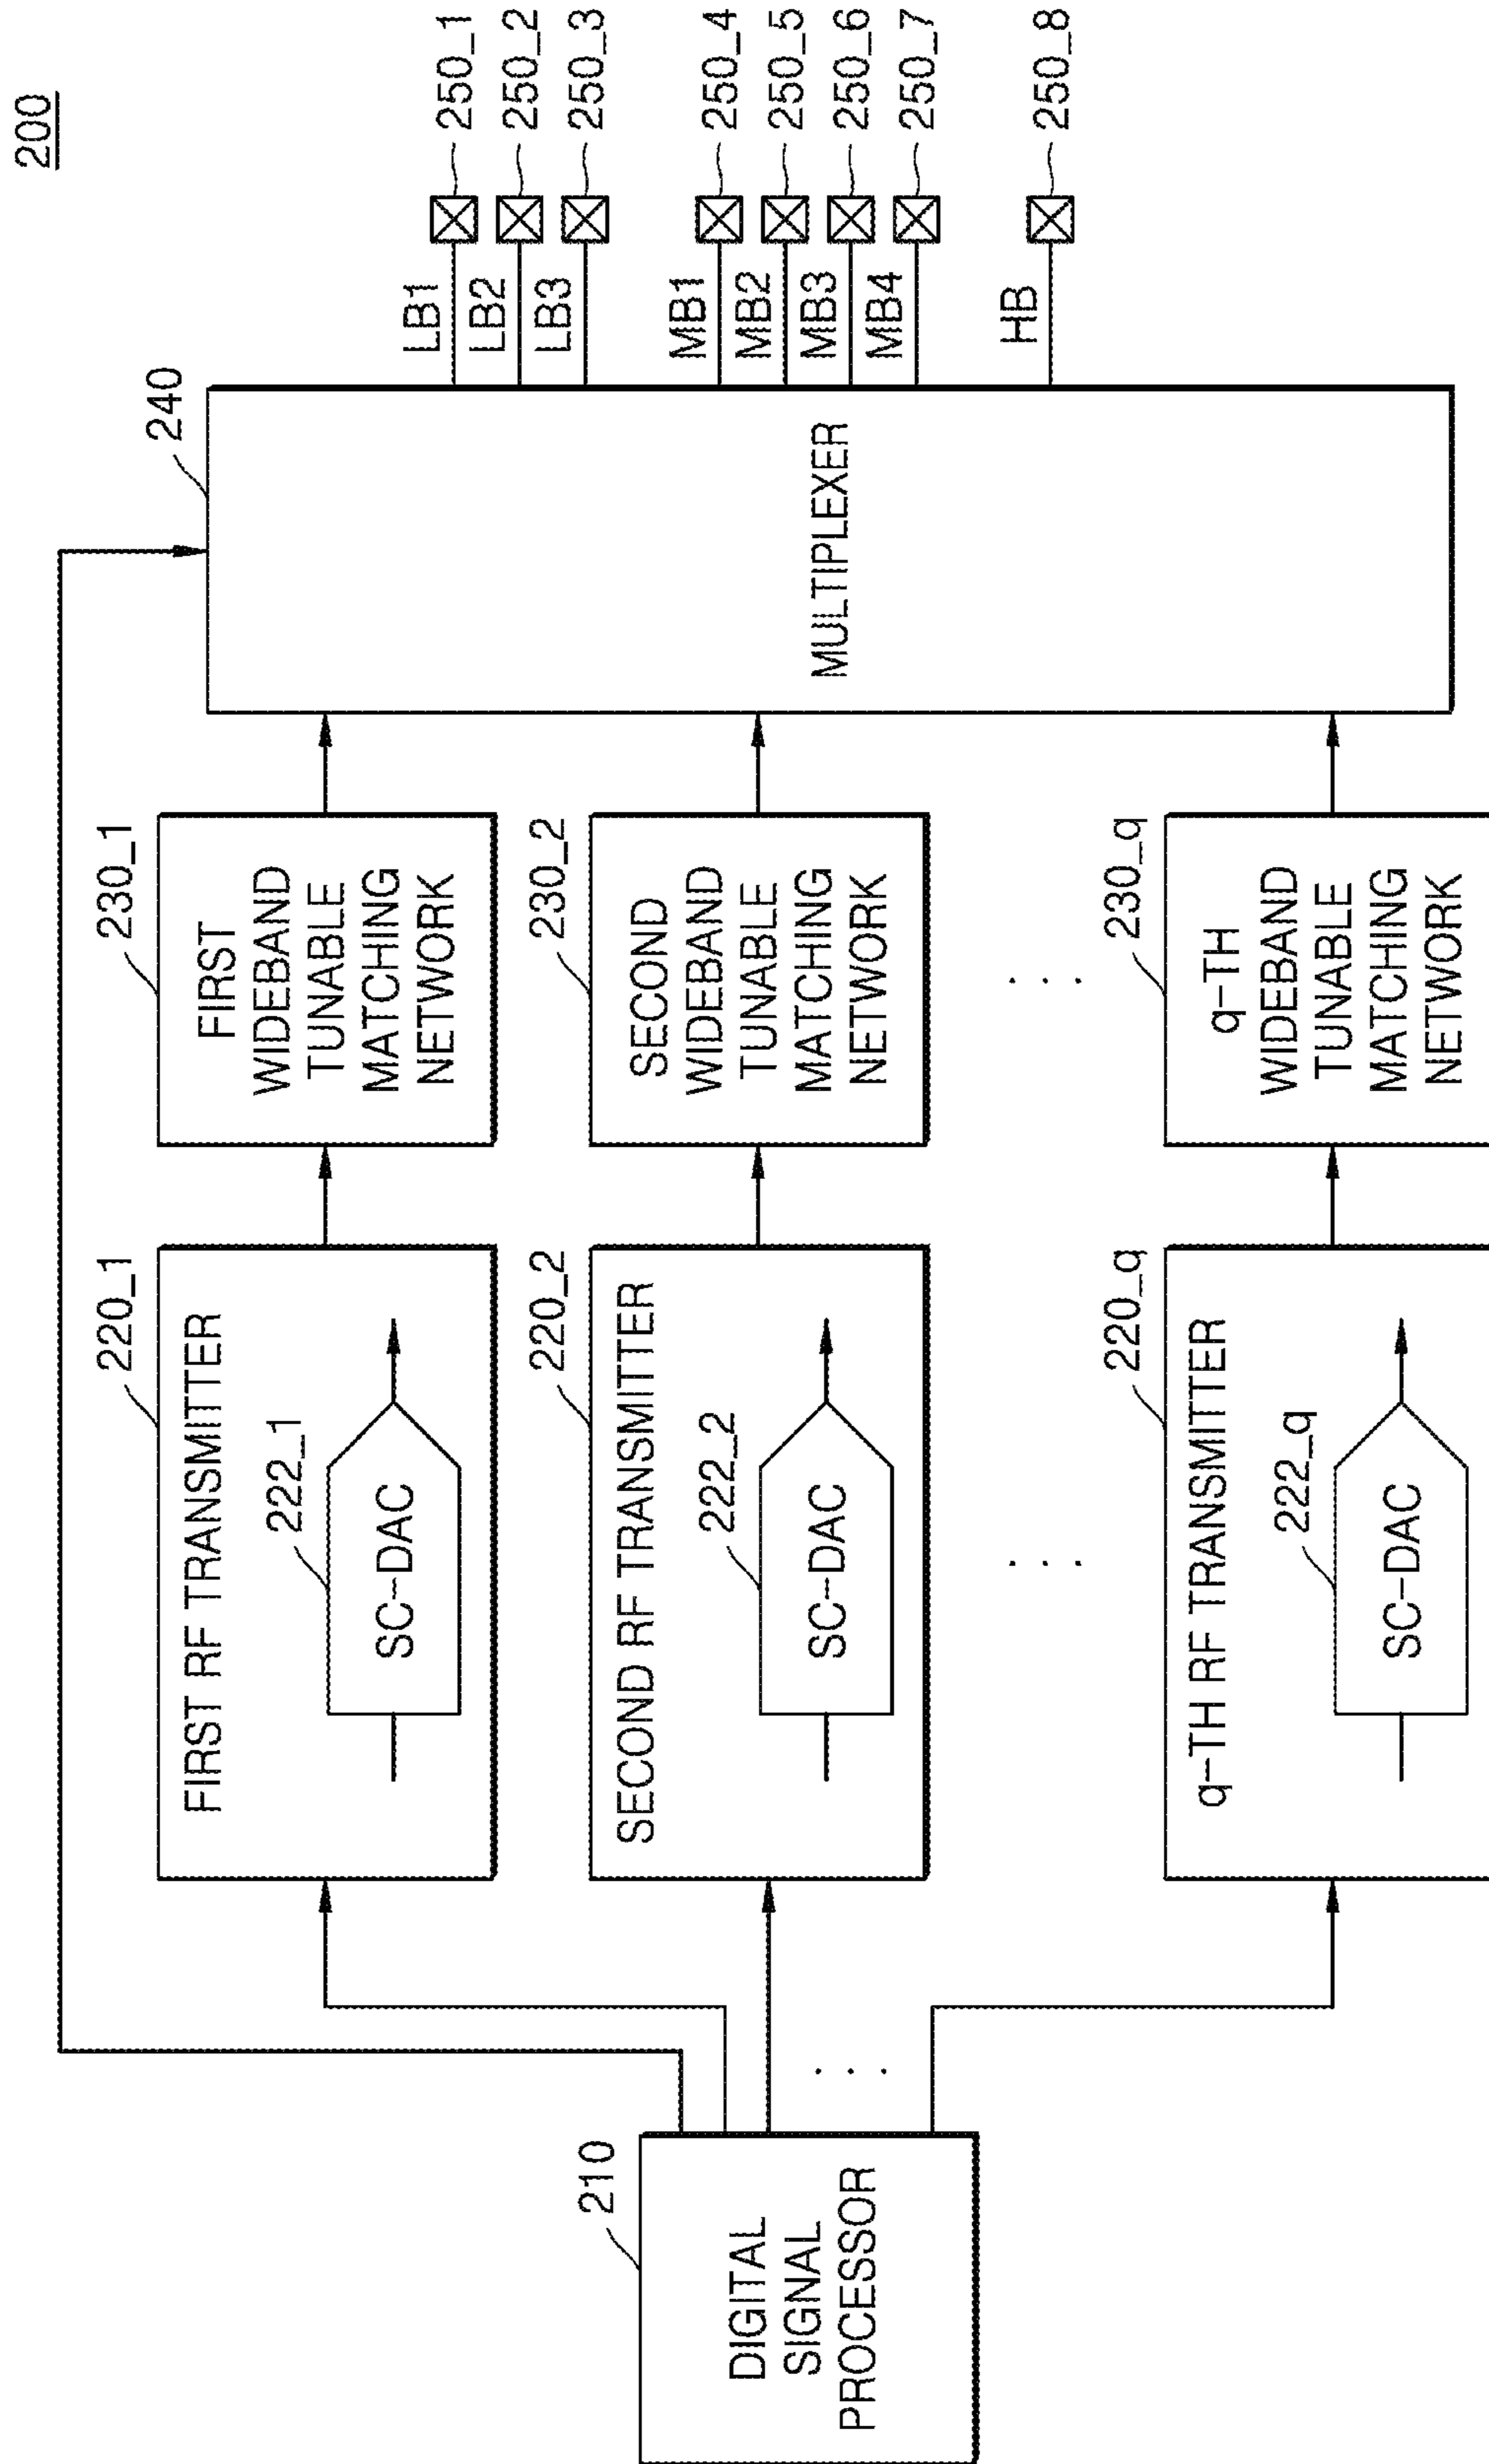 200
210
DIGITAL
SIGNAL
PROCESSOR
220_1
FIRST RF TRANSMITTER
222_1
SC-DAC
230_1
FIRST
WIDEBAND
TUNABLE
MATCHING
NETWORK
220_2
SECOND RF TRANSMITTER
222_2
SC-DAC
230_2
SECOND
WIDEBAND
TUNABLE
MATCHING
NETWORK
. . .
. . .
. . .
220_q
q-TH RF TRANSMITTER
222_q
SC-DAC
230_q
q-TH
WIDEBAND
TUNABLE
MATCHING
NETWORK
240
MULTIPLEXER
LB1 250_1
LB2 250_2
LB3 250_3
MB1 250_4
MB2 250_5
MB3 250_6
MB4 250_7
HB 250_8